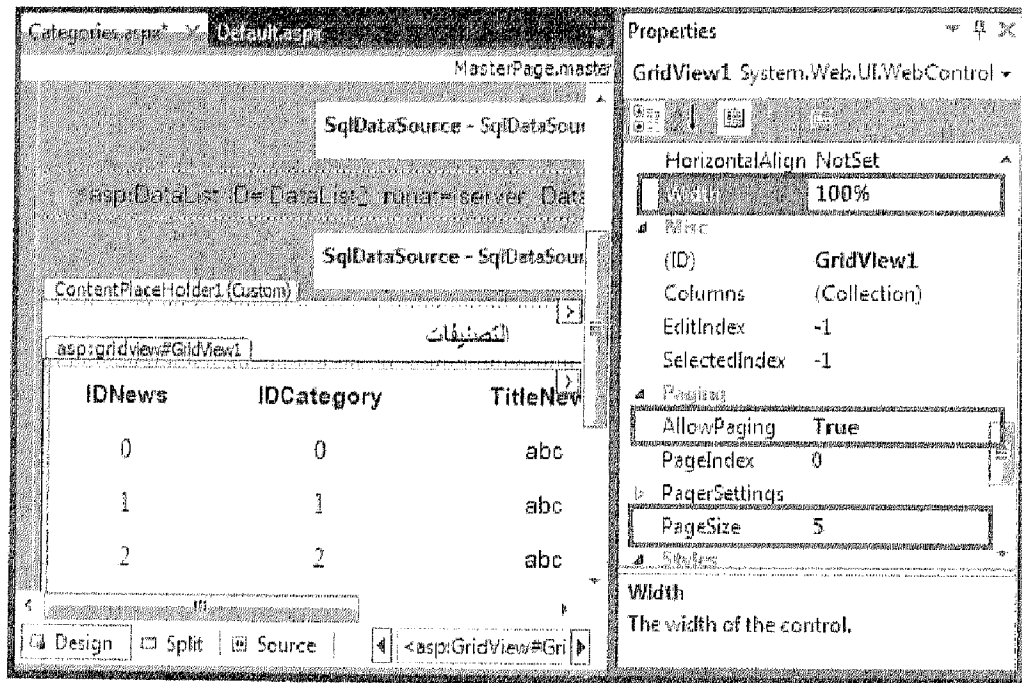 Categories.aspx* Default.aspx
MasterPage.master
SqlDataSource - SqlDataSour
<asp:DataList ID= DataList1 runat=server Data
SqlDataSource - SqlDataSour
ContentPlaceHolder1 (Custom)
التصنيفات
asp:gridview#GridView1
IDNews IDCategory TitleNew
0 0 abc
1 1 abc
2 2 abc
Design Split Source <asp:GridView#Gri
Properties
GridView1 System.Web.UI.WebControl
HorizontalAlign NotSet
Width 100%
Misc
(ID) GridView1
Columns (Collection)
EditIndex -1
SelectedIndex -1
Paging
AllowPaging True
PageIndex 0
PagerSettings
PageSize 5
Styles
Width
The width of the control.